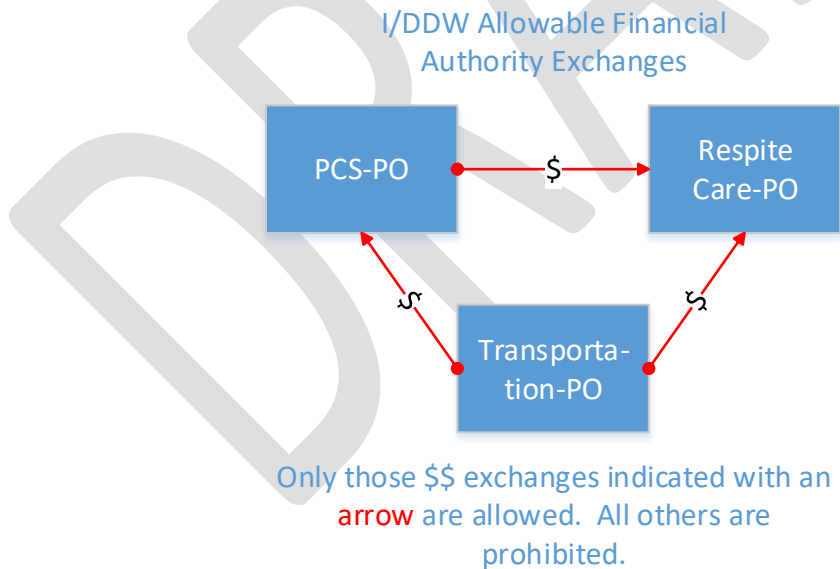 I/DDW Allowable Financial
Authority Exchanges
PCS-PO
$
Respite
Care-PO
$
$
Transporta-
tion-PO
Only those $$ exchanges indicated with an
arrow are allowed. All others are
prohibited.
DRA